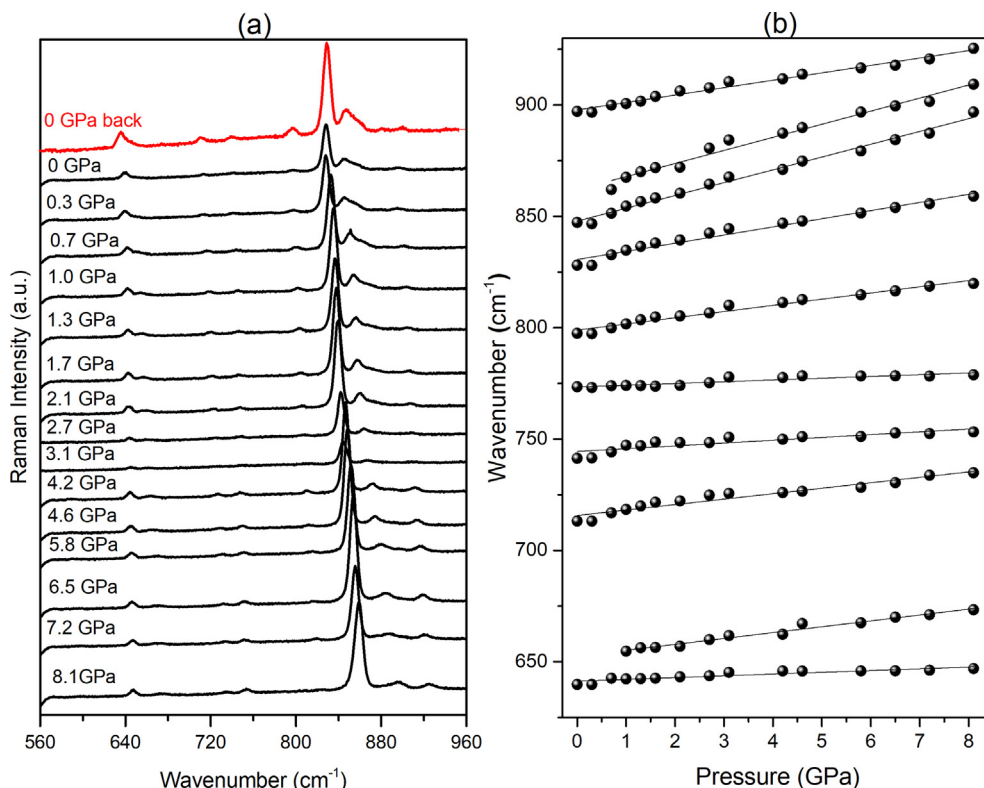 (a)
0 GPa back
0 GPa
0.3 GPa
0.7 GPa
1.0 GPa
1.3 GPa
1.7 GPa
2.1 GPa
2.7 GPa
3.1 GPa
4.2 GPa
4.6 GPa
5.8 GPa
6.5 GPa
7.2 GPa
8.1GPa
Raman Intensity (a.u.)
560 640 720 800 880 960
Wavenumber (cm⁻¹)
(b)
900
850
800
750
700
650
Wavenumber (cm⁻¹)
0 1 2 3 4 5 6 7 8
Pressure (GPa)